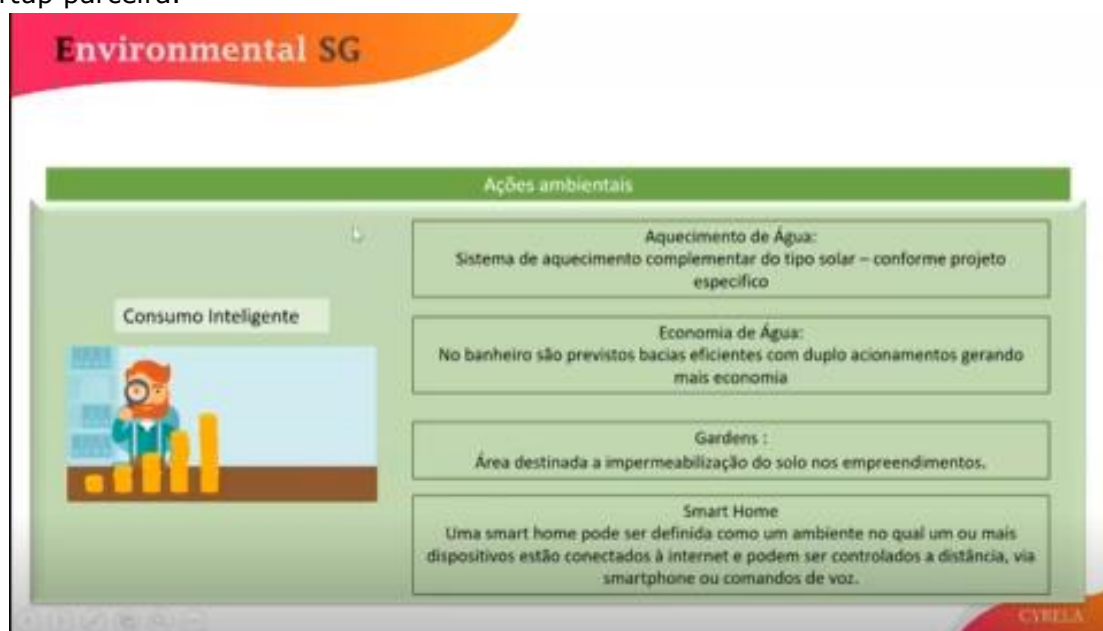 parceira.
Environmental SG
Ações ambientais
Consumo Inteligente
Aquecimento de Água:
Sistema de aquecimento complementar do tipo solar – conforme projeto
especifico
Economia de Água:
No banheiro são previstos bacias eficientes com duplo acionamentos gerando
mais economia
Gardens :
Área destinada a impermeabilização do solo nos empreendimentos.
Smart Home
Uma smart home pode ser definida como um ambiente no qual um ou mais
dispositivos estão conectados à internet e podem ser controlados a distância, via
smartphone ou comandos de voz.
CYRELA